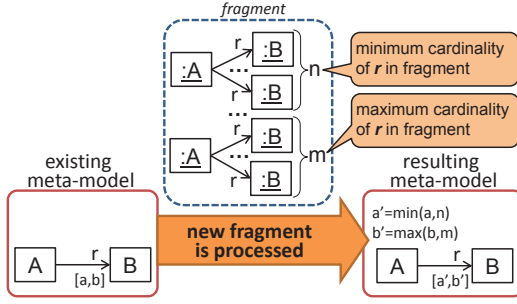 fragment
:A
r
:B
...
r
:B
n
minimum cardinality
of r in fragment
...
:A
r
:B
...
r
:B
m
maximum cardinality
of r in fragment
existing
meta-model
A
r
[a,b]
B
new fragment
is processed
resulting
meta-model
a'=min(a,n)
b'=max(b,m)
A
r
[a',b']
B